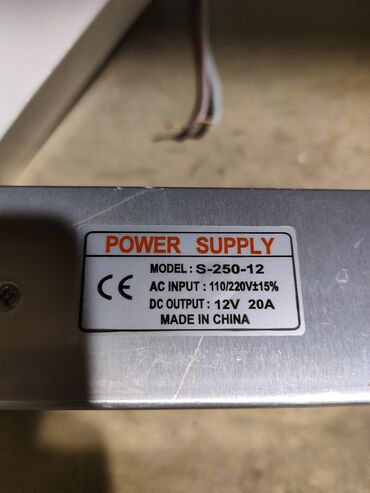 POWER SUPPLY
MODEL : S-250-12
CE
AC INPUT : 110/220V±15%
DC OUTPUT : 12V 20A
MADE IN CHINA